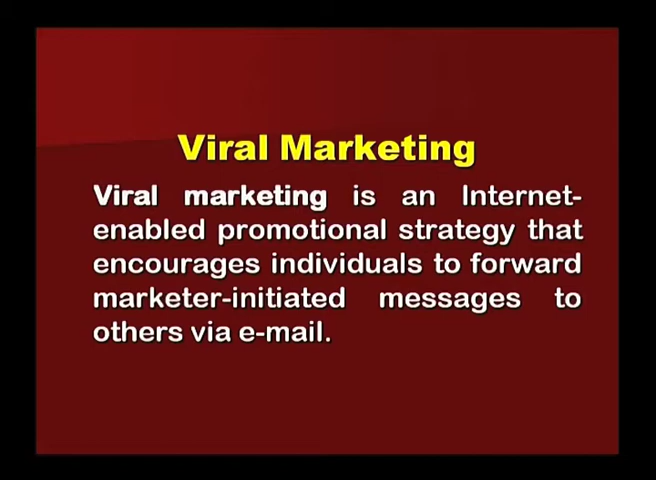 Viral Marketing
Viral marketing is an Internet-
enabled promotional strategy that
encourages individuals to forward
marketer-initiated messages to
others via e-mail.